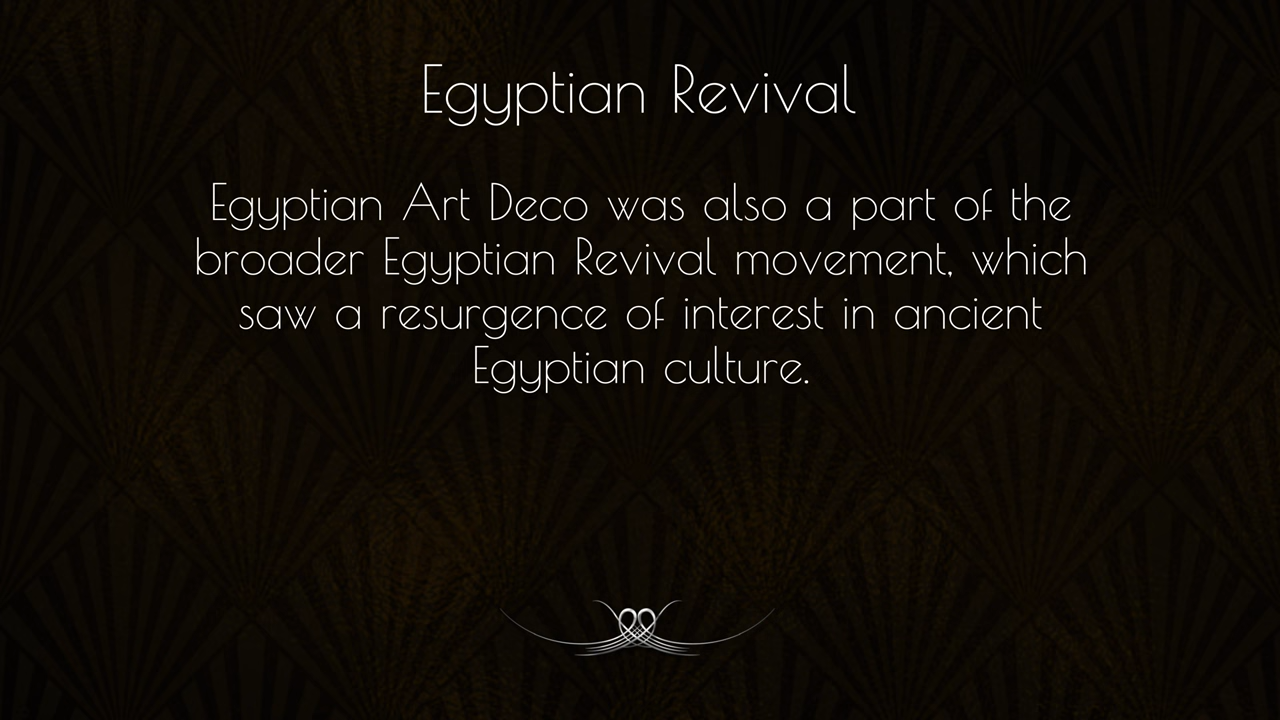 Egyptian Revival
Egyptian Art Deco was also a part of the
broader Egyptian Revival movement, which
saw a resurgence of interest in ancient
Egyptian culture.